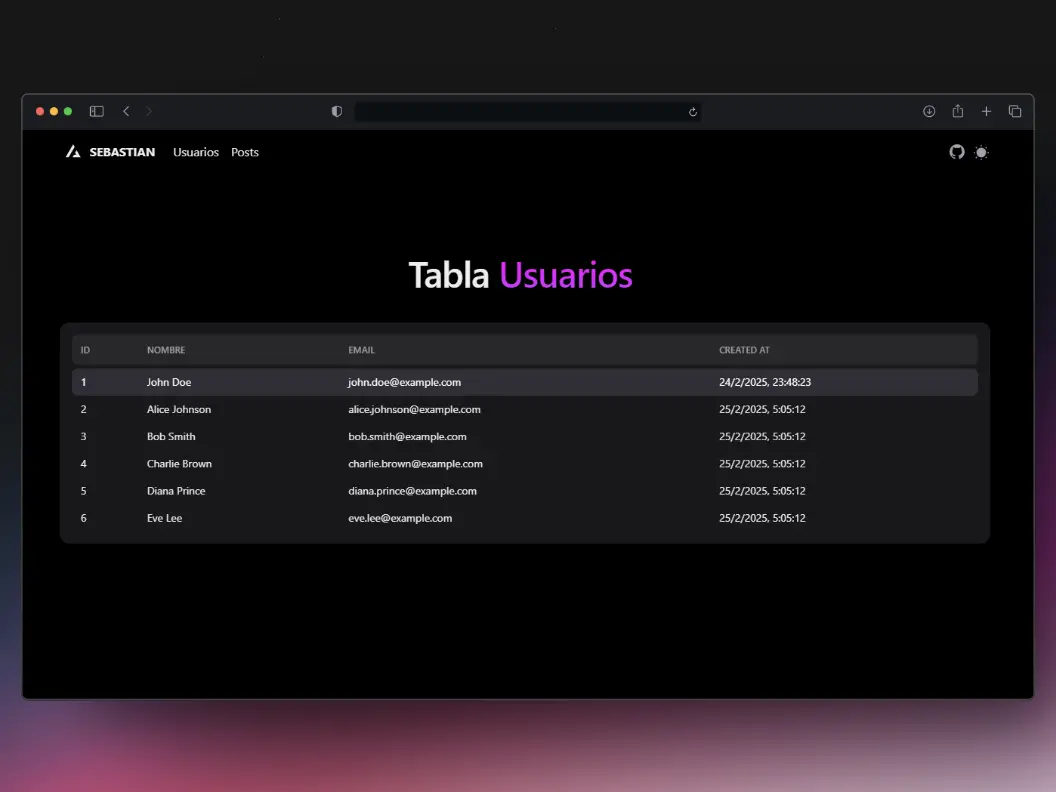 SEBASTIAN Usuarios Posts
Tabla Usuarios
ID NOMBRE EMAIL CREATED AT
1 John Doe john.doe@example.com 24/2/2025, 23:48:23
2 Alice Johnson alice.johnson@example.com 25/2/2025, 5:05:12
3 Bob Smith bob.smith@example.com 25/2/2025, 5:05:12
4 Charlie Brown charlie.brown@example.com 25/2/2025, 5:05:12
5 Diana Prince diana.prince@example.com 25/2/2025, 5:05:12
6 Eve Lee eve.lee@example.com 25/2/2025, 5:05:12